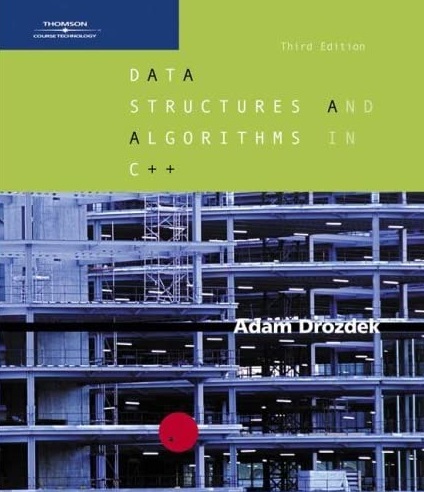 THOMSON
COURSE TECHNOLOGY
Third Edition
DATA
STRUCTURES AND
ALGORITHMS IN
C++
Adam Drozdek